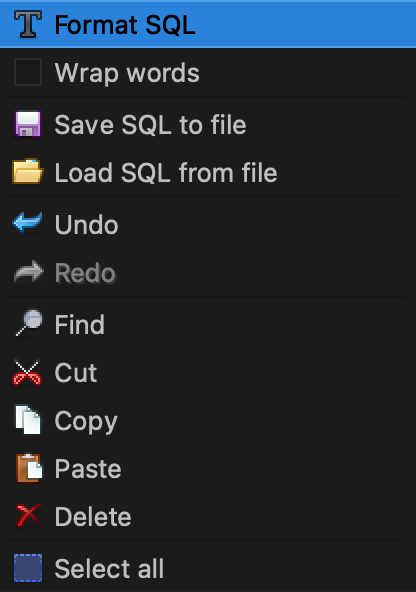 Format SQL
Wrap words
Save SQL to file
Load SQL from file
Undo
Redo
Find
Cut
Copy
Paste
Delete
Select all